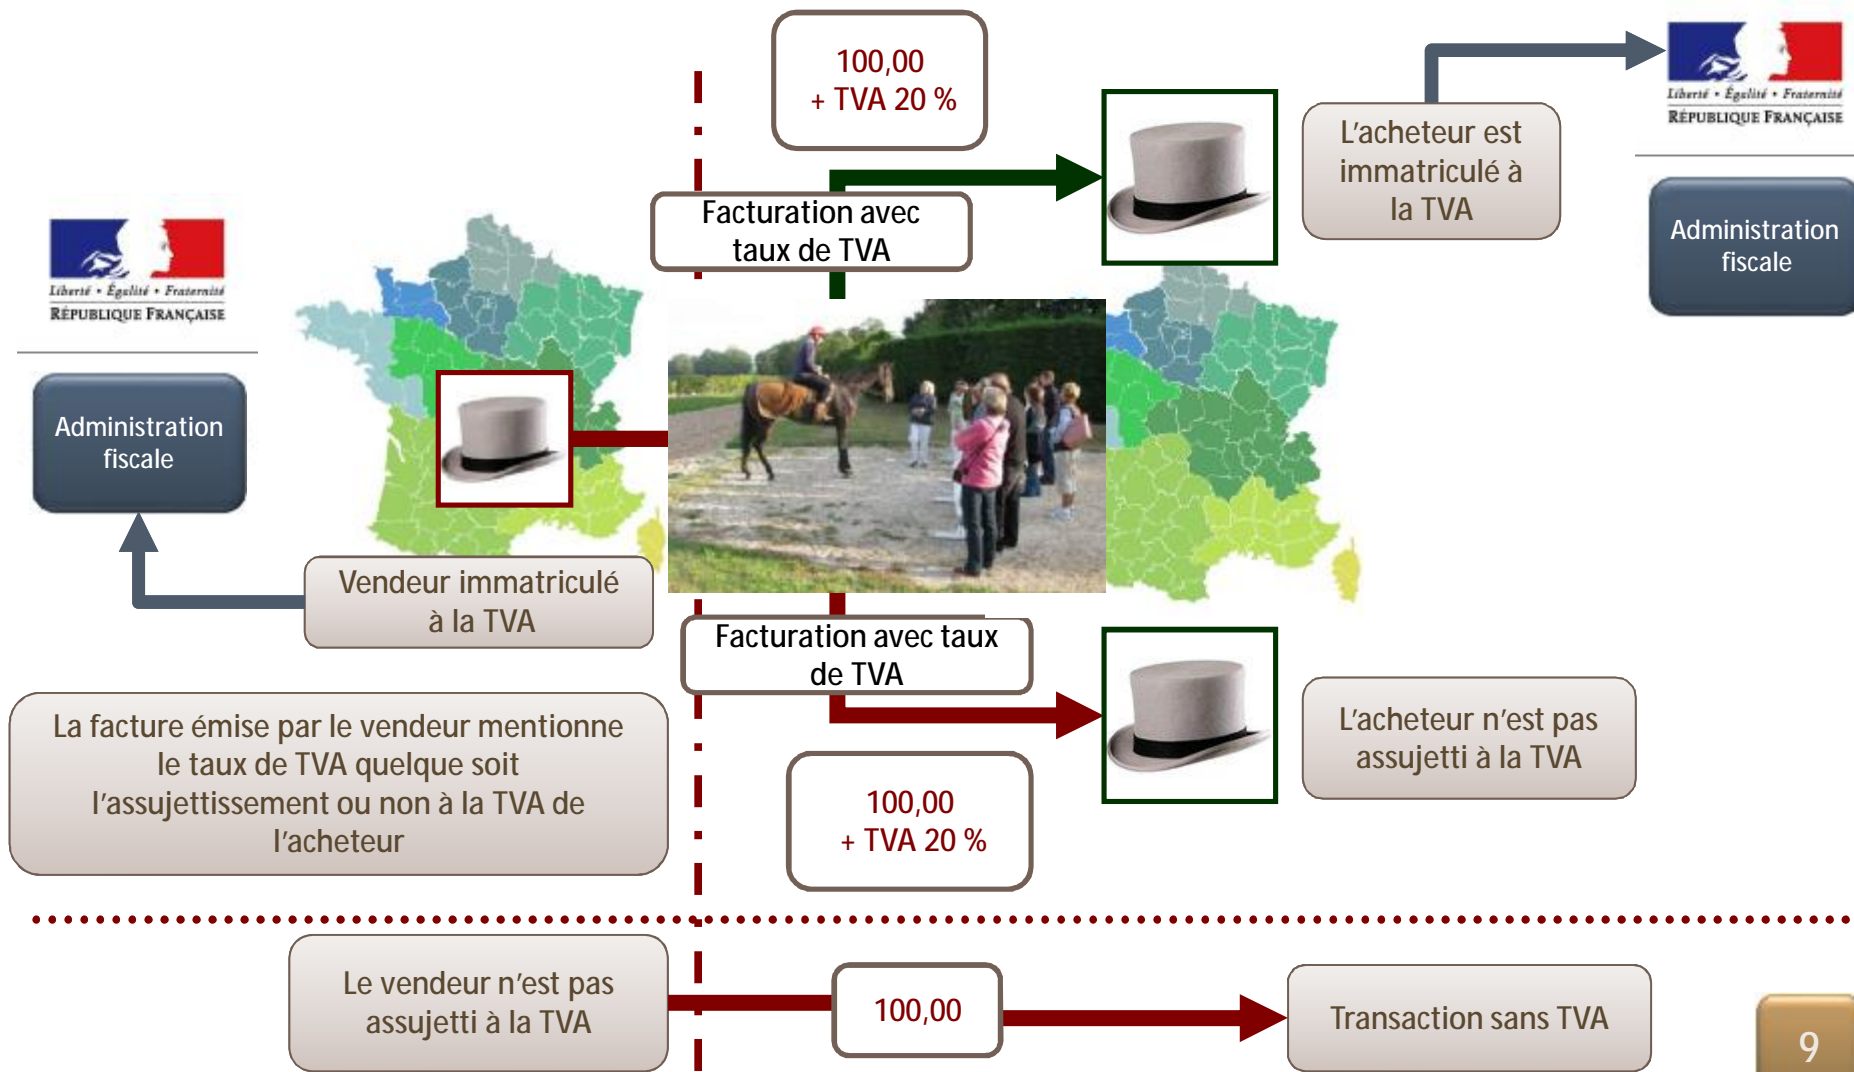 100,00
+ TVA 20 %
Liberté • Égalité • Fraternité
RÉPUBLIQUE FRANÇAISE
L'acheteur est
immatriculé à
la TVA
Administration
fiscale
Facturation avec
taux de TVA
Liberté • Égalité • Fraternité
RÉPUBLIQUE FRANÇAISE
Administration
fiscale
Vendeur immatriculé
à la TVA
Facturation avec taux
de TVA
La facture émise par le vendeur mentionne
le taux de TVA quelque soit
l'assujettissement ou non à la TVA de
l'acheteur
L'acheteur n'est pas
assujetti à la TVA
100,00
+ TVA 20 %
Le vendeur n'est pas
assujetti à la TVA
100,00
Transaction sans TVA
9